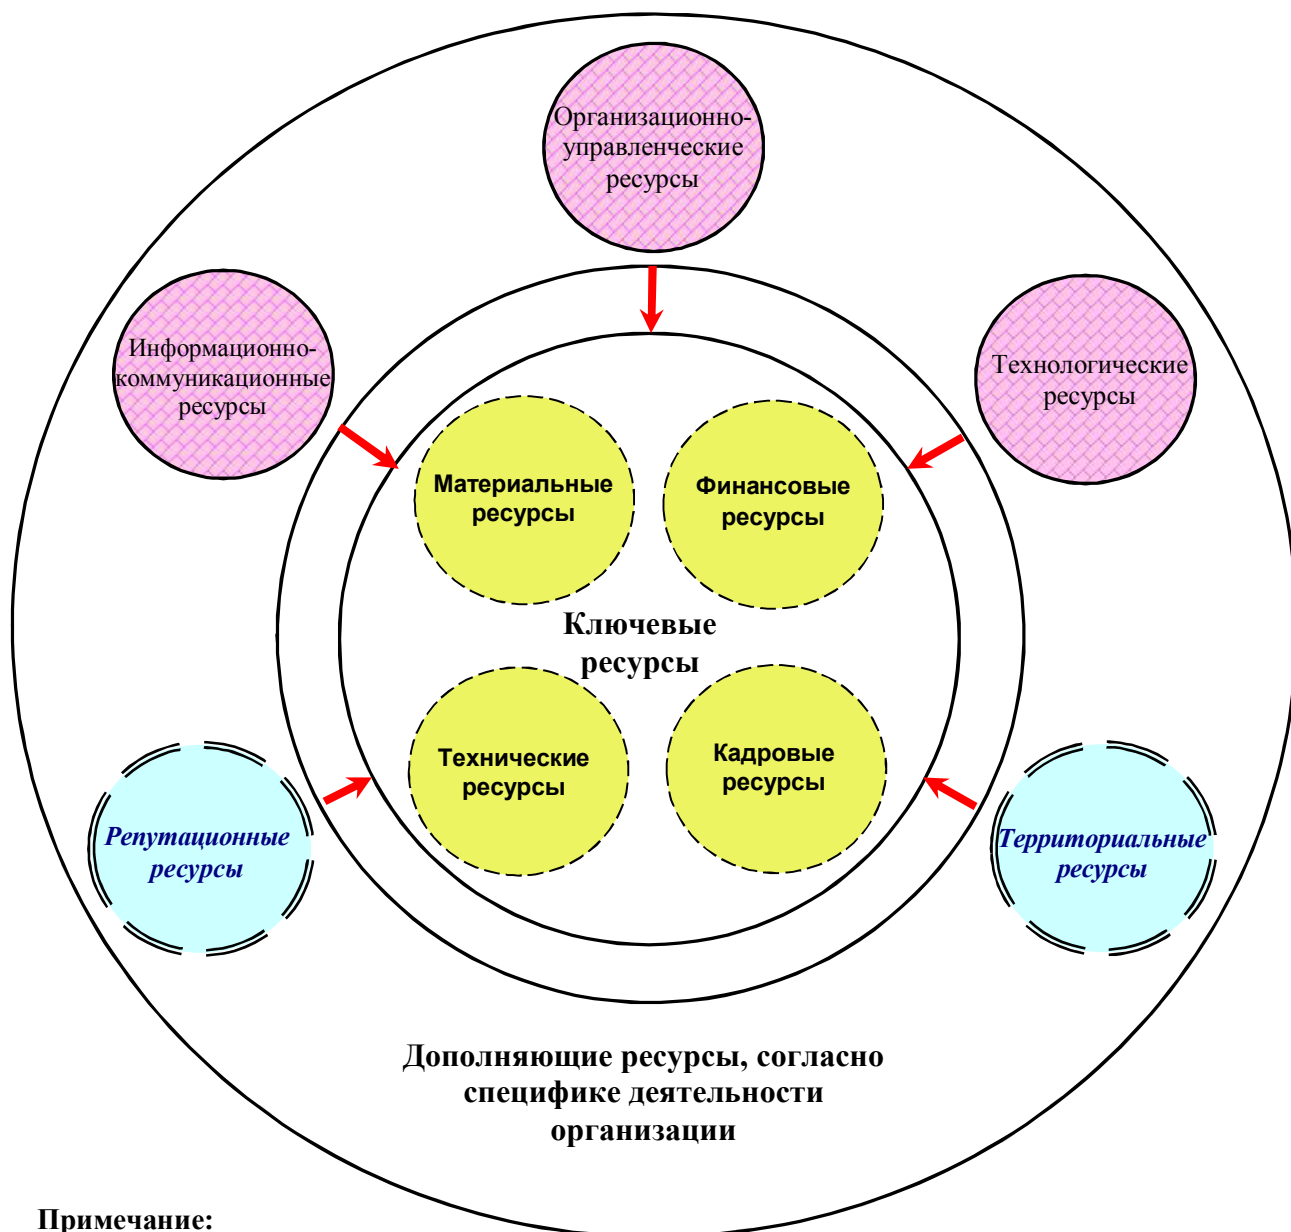 Организационно-
управленческие
ресурсы
Информационно-
коммуникационные
ресурсы
Технологические
ресурсы
Материальные
ресурсы
Финансовые
ресурсы
Ключевые
ресурсы
Технические
ресурсы
Кадровые
ресурсы
Репутационные
ресурсы
Территориальные
ресурсы
Дополняющие ресурсы, согласно
специфике деятельности
организации
Примечание: